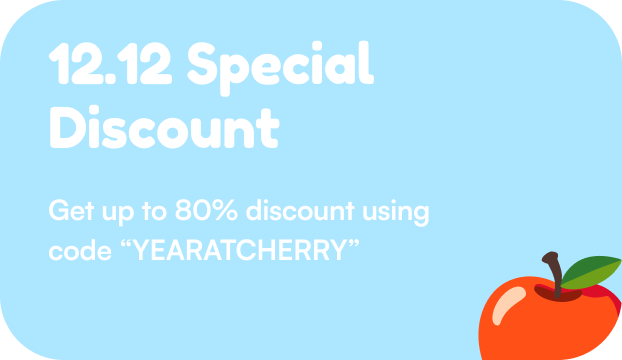 12.12 Special
Discount
Get up to 80% discount using
code “YEARATCHERRY”